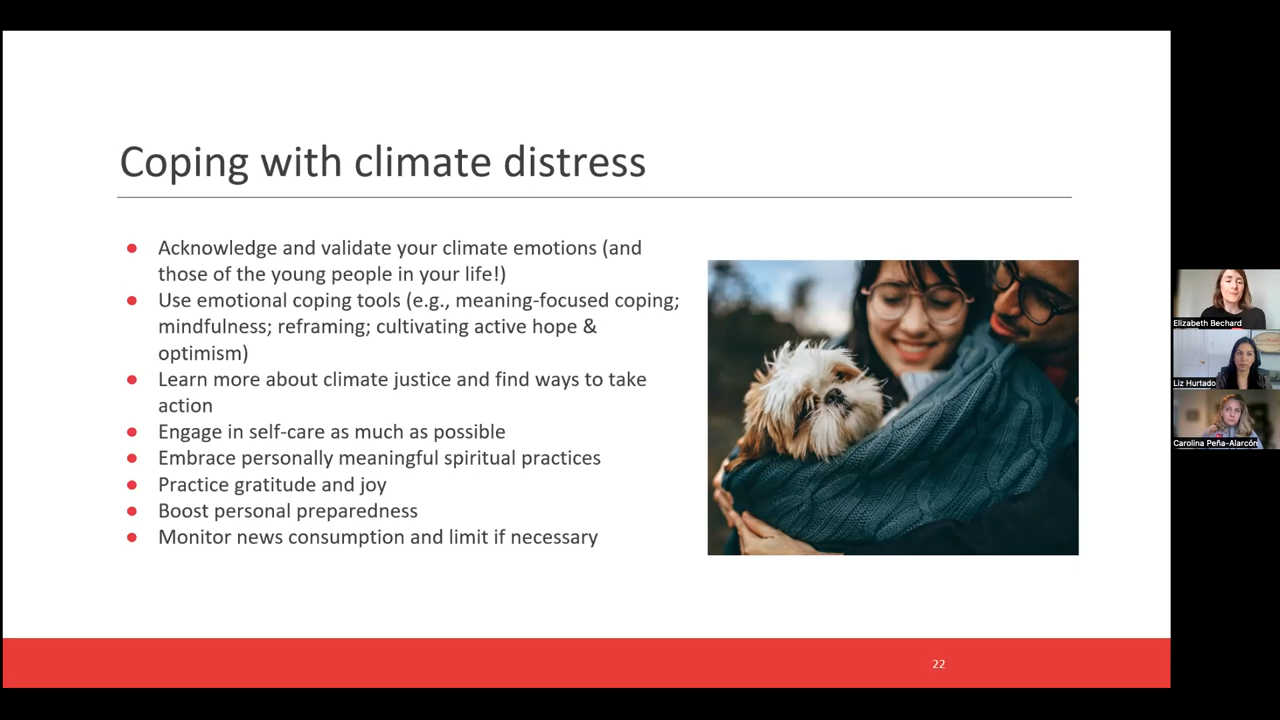 Coping with climate distress
● Acknowledge and validate your climate emotions (and
those of the young people in your life!)
● Use emotional coping tools (e.g., meaning-focused coping;
mindfulness; reframing; cultivating active hope &
optimism)
● Learn more about climate justice and find ways to take
action
● Engage in self-care as much as possible
● Embrace personally meaningful spiritual practices
● Practice gratitude and joy
● Boost personal preparedness
● Monitor news consumption and limit if necessary
22
Elizabeth Bechard
Liz Hurtado
Carolina Peña-Alarcón